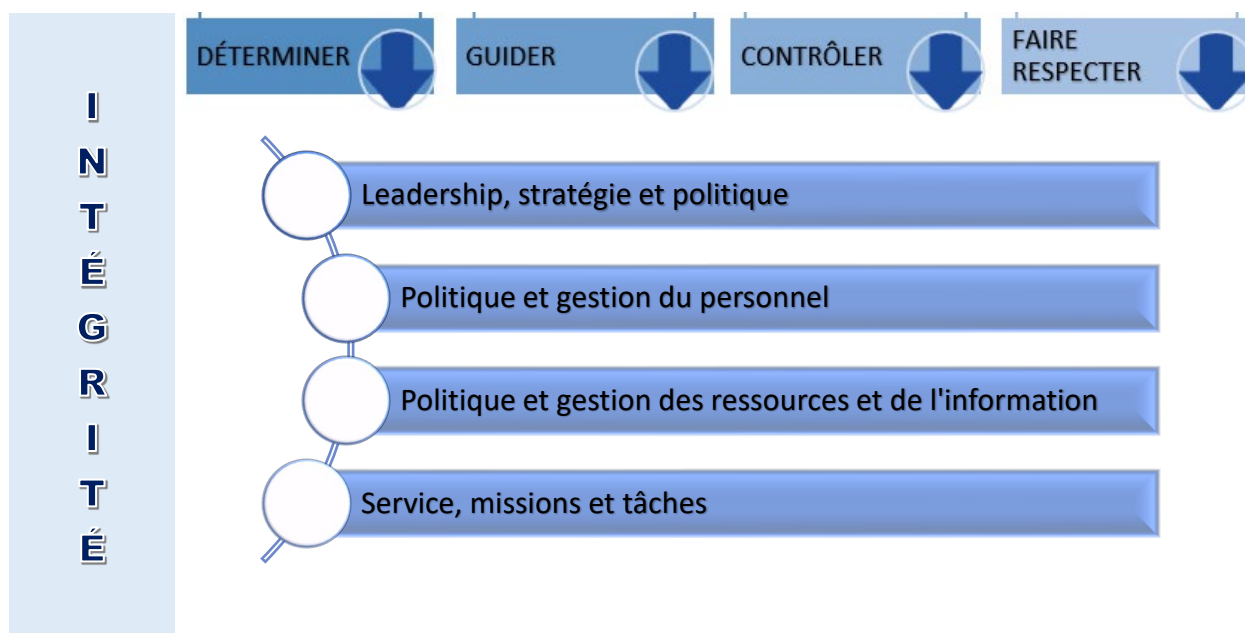 DÉTERMINER
GUIDER
CONTRÔLER
FAIRE
RESPECTER
I
N
T
É
G
R
I
T
É
Leadership, stratégie et politique
Politique et gestion du personnel
Politique et gestion des ressources et de l'information
Service, missions et tâches